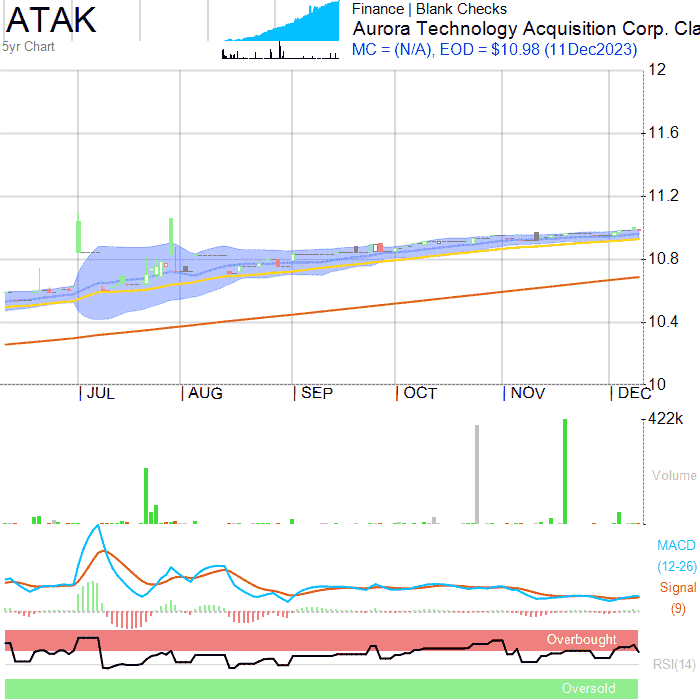 ATAK
5yr Chart
Finance | Blank Checks
Aurora Technology Acquisition Corp. Cla
MC = (N/A), EOD = $10.98 (11Dec2023)
12
11.6
11.2
10.8
10.4
10
JUL AUG SEP OCT NOV DEC
422k
Volume
MACD
(12-26)
Signal
(9)
Overbought
RSI(14)
Oversold